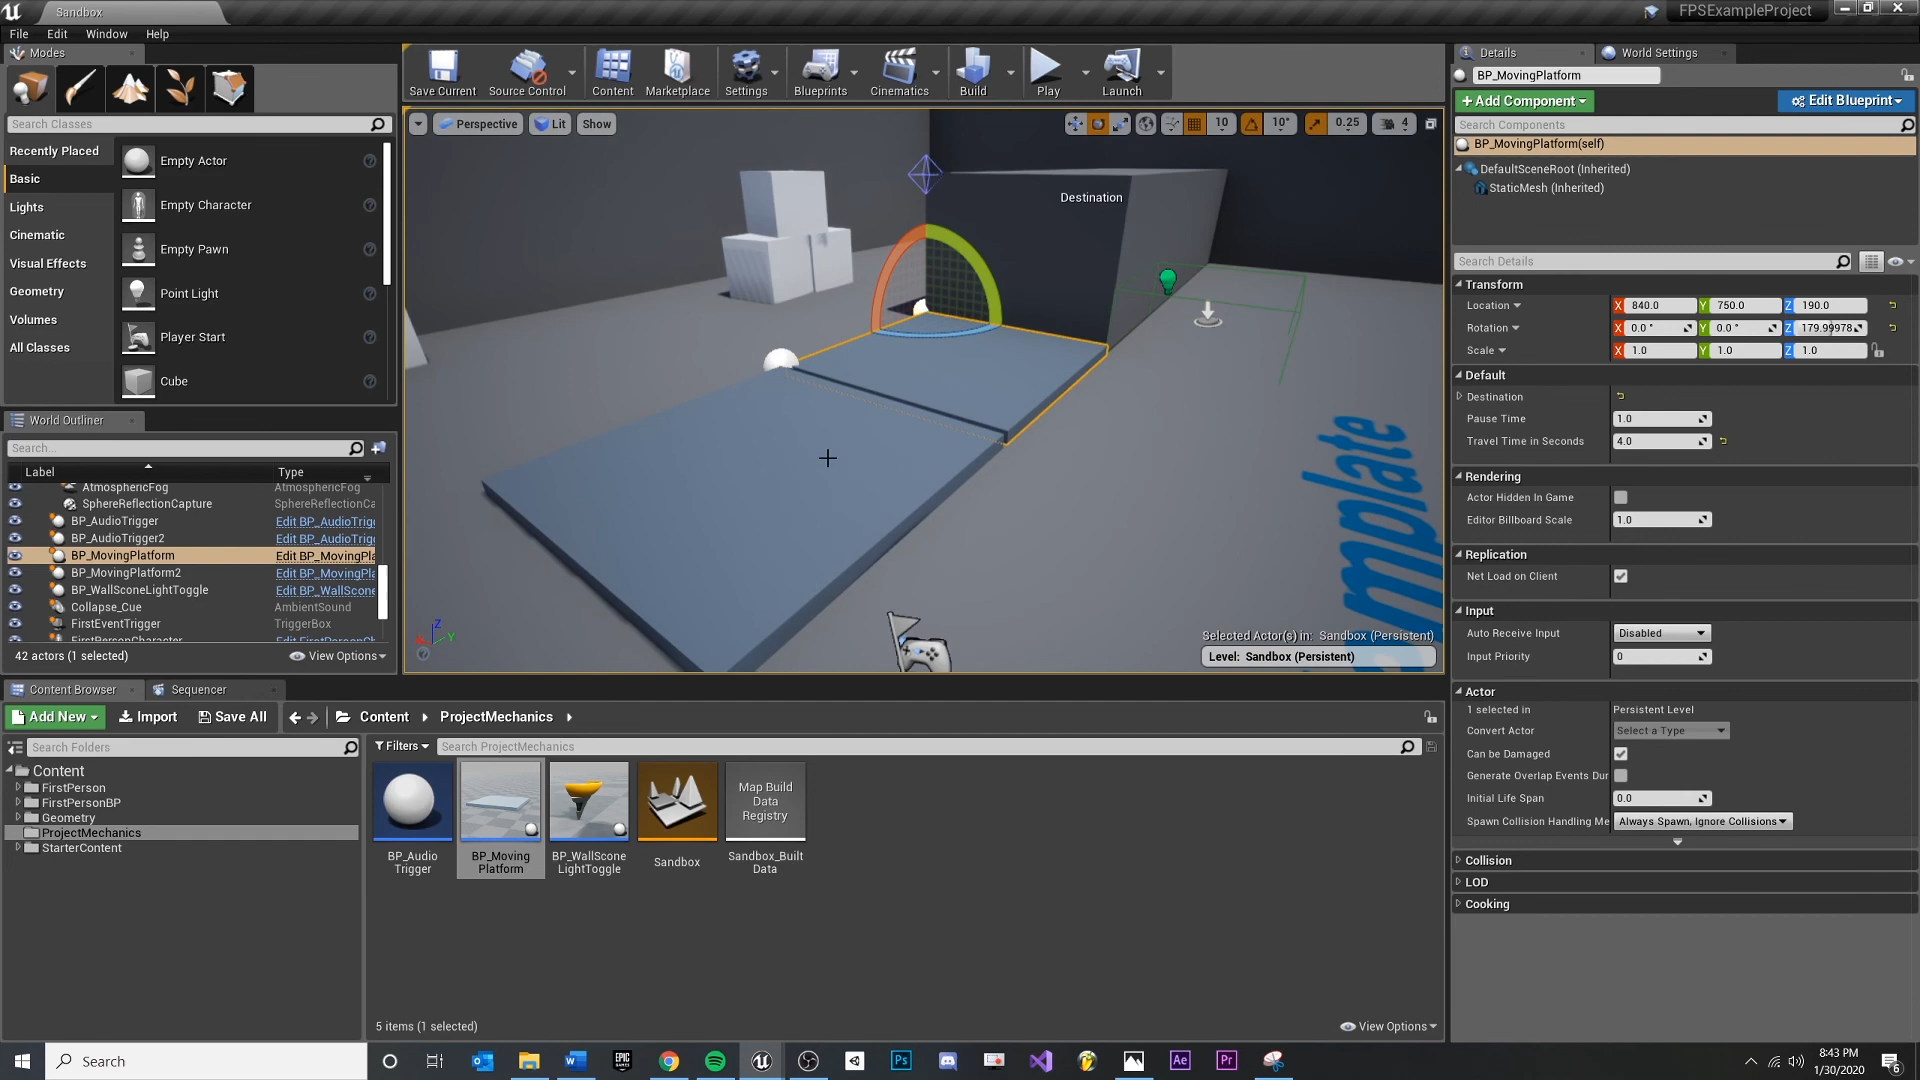 Sandbox
FPSExampleProject
File Edit Window Help
Modes
Search Classes
Recently Placed
Basic
Lights
Cinematic
Visual Effects
Geometry
Volumes
All Classes
Empty Actor
Empty Character
Empty Pawn
Point Light
Player Start
Cube
Save Current
Source Control
Content
Marketplace
Settings
Blueprints
Cinematics
Build
Play
Launch
Perspective Lit Show
10 10° 0.25 4
Destination
mplate
Z
X Y
Selected Actor(s) in: Sandbox (Persistent)
Level: Sandbox (Persistent)
World Outliner
Search...
Label Type
AtmosphericFog AtmosphericFog
SphereReflectionCapture SphereReflectionCa
BP_AudioTrigger Edit BP_AudioTrig
BP_AudioTrigger2 Edit BP_AudioTrig
BP_MovingPlatform Edit BP_MovingPla
BP_MovingPlatform2 Edit BP_MovingPla
BP_WallSconeLightToggle Edit BP_WallScone
Collapse_Cue AmbientSound
FirstEventTrigger TriggerBox
FirstPersonCharacter Edit FirstPersonCh
42 actors (1 selected)
View Options
Content Browser Sequencer
Add New Import Save All Content ProjectMechanics
Search Folders
Filters Search ProjectMechanics
Content
FirstPerson
FirstPersonBP
Geometry
ProjectMechanics
StarterContent
Map Build
Data
Registry
BP_Audio
Trigger
BP_Moving
Platform
BP_WallScone
LightToggle
Sandbox
Sandbox_Built
Data
5 items (1 selected)
View Options
Details World Settings
BP_MovingPlatform
+Add Component
Edit Blueprint
Search Components
BP_MovingPlatform(self)
DefaultSceneRoot (Inherited)
StaticMesh (Inherited)
Search Details
Transform
Location X 840.0 Y 750.0 Z 190.0
Rotation X 0.0 ° Y 0.0 ° Z 179.99978
Scale X 1.0 Y 1.0 Z 1.0
Default
Destination
Pause Time 1.0
Travel Time in Seconds 4.0
Rendering
Actor Hidden In Game
Editor Billboard Scale 1.0
Replication
Net Load on Client
Input
Auto Receive Input Disabled
Input Priority 0
Actor
1 selected in Persistent Level
Convert Actor Select a Type
Can be Damaged
Generate Overlap Events Dur
Initial Life Span 0.0
Spawn Collision Handling Me Always Spawn, Ignore Collisions
Collision
LOD
Cooking
Search
EPIC GAMES
Ps
Ae
Pr
8:43 PM
1/30/2020
6